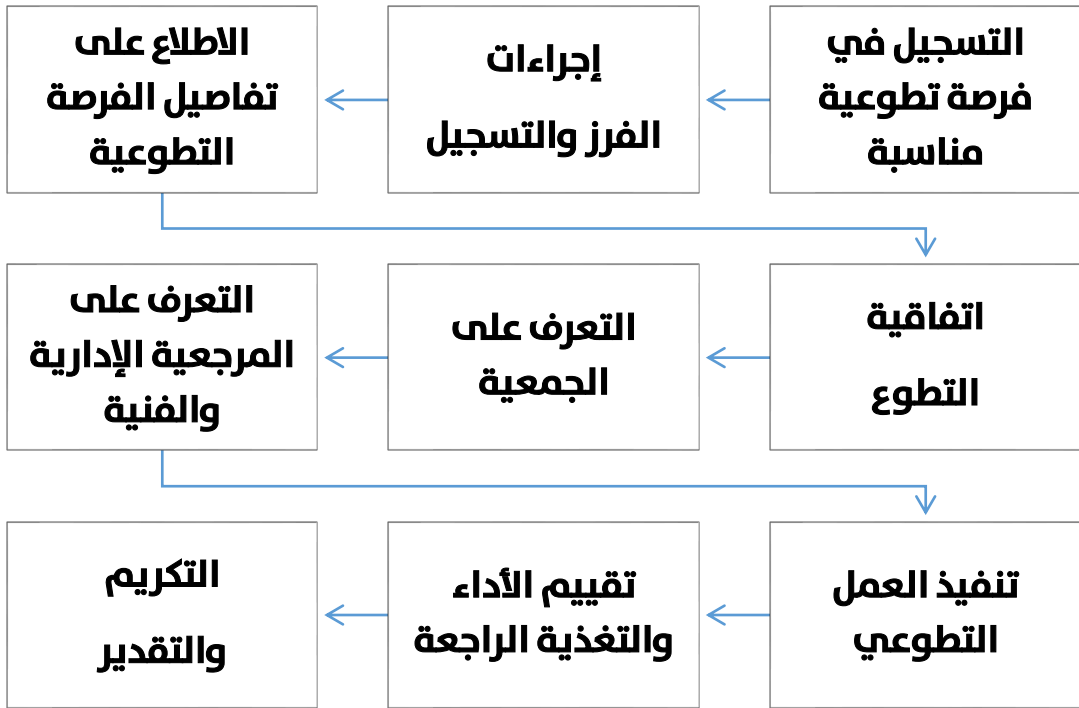 التسجيل في
فرصة تطوعية
مناسبة
إجراءات
الفرز والتسجيل
الاطلاع على
تفاصيل الفرصة
التطوعية
اتفاقية
التطوع
التعرف على
الجمعية
التعرف على
المرجعية الإدارية
والفنية
تنفيذ العمل
التطوعي
تقييم الأداء
والتغذية الراجعة
التكريم
والتقدير